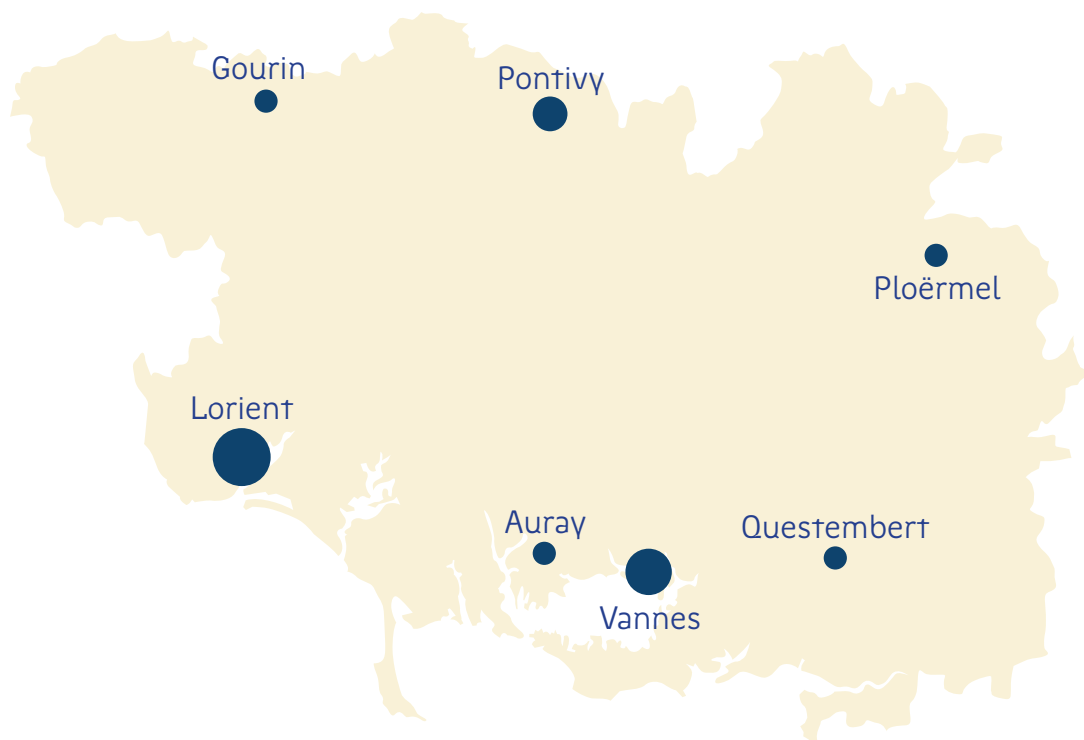 Gourin
Pontivy
Ploërmel
Lorient
Auray
Questembert
Vannes